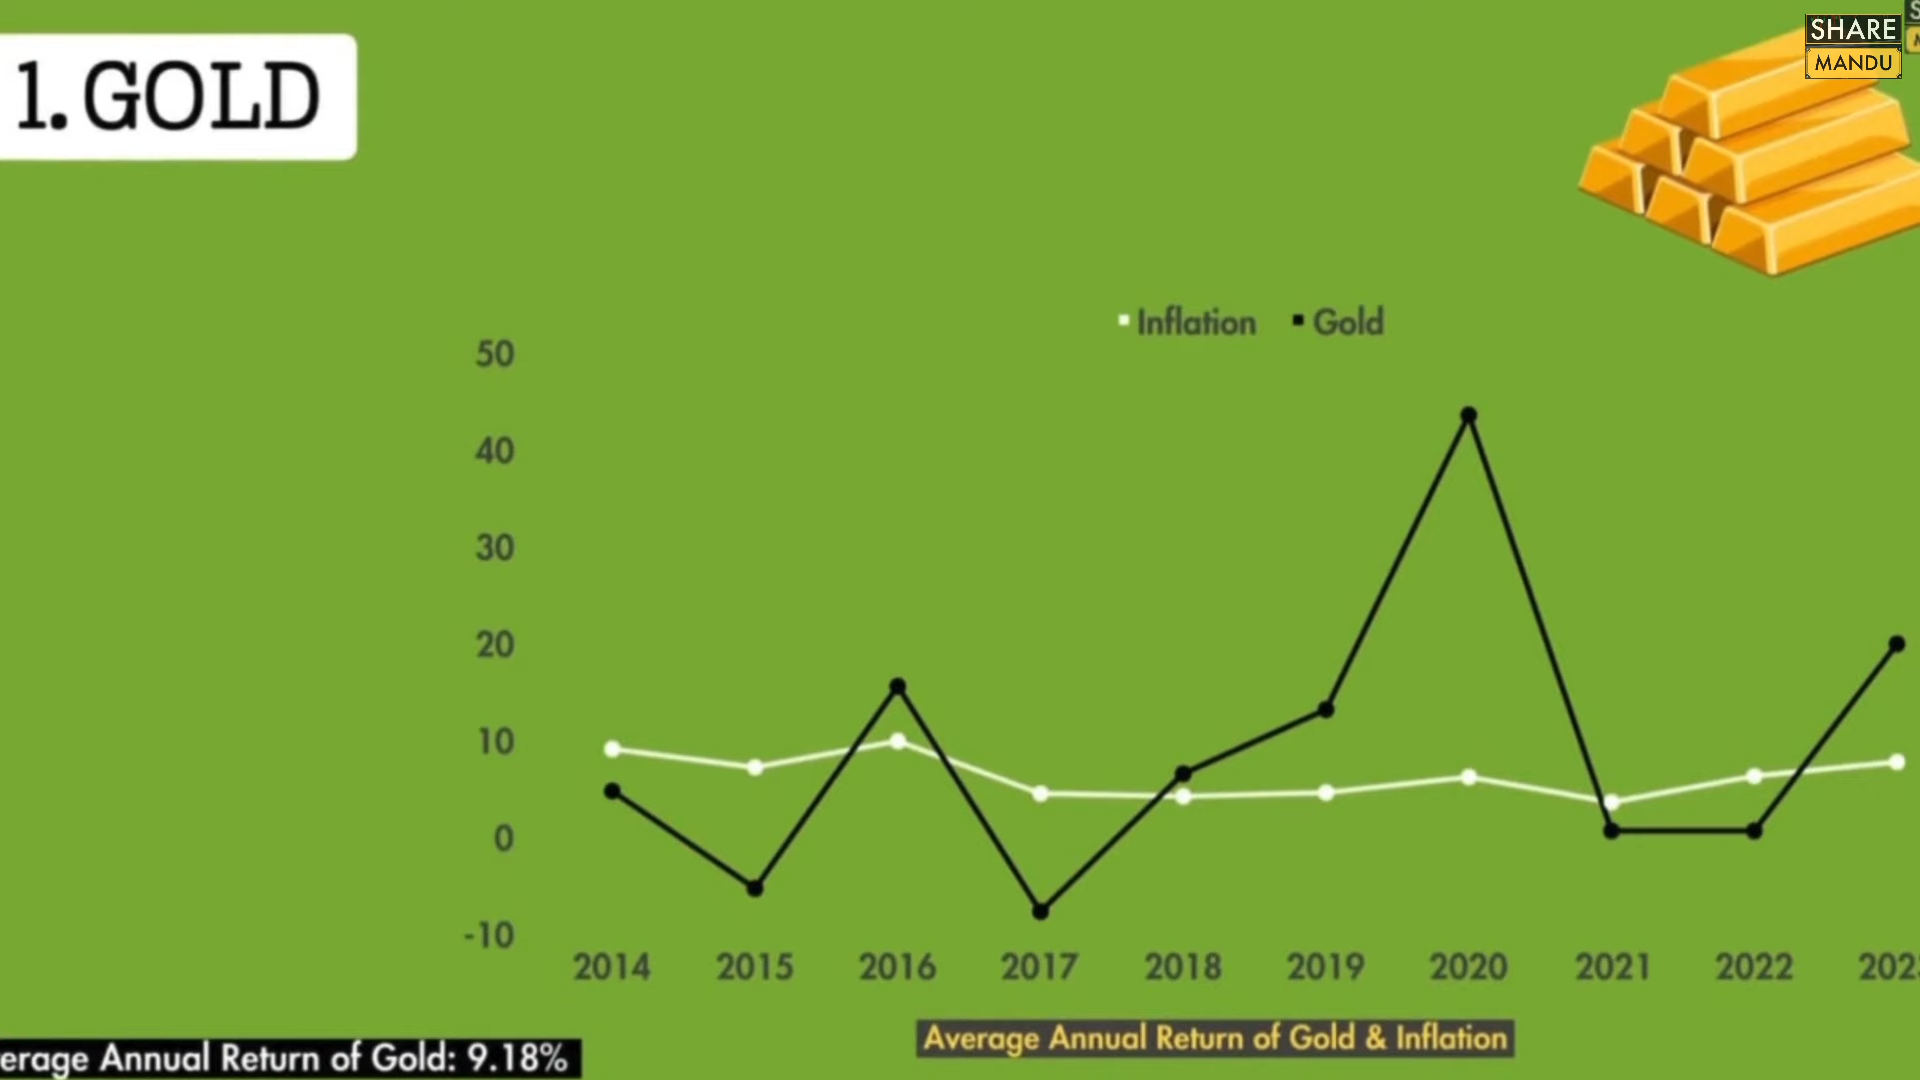 SHARE
MANDU
1. GOLD
Inflation Gold
50
40
30
20
10
0
-10
2014 2015 2016 2017 2018 2019 2020 2021 2022
Average Annual Return of Gold & Inflation
Annual Return of Gold: 9.18%